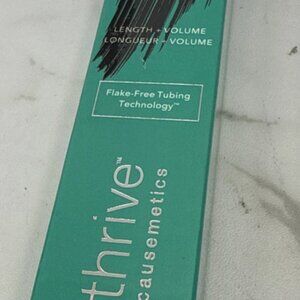 LENGTH + VOLUME
LONGUEUR + VOLUME
Flake-Free Tubing
Technology™
thrive™
causemetics